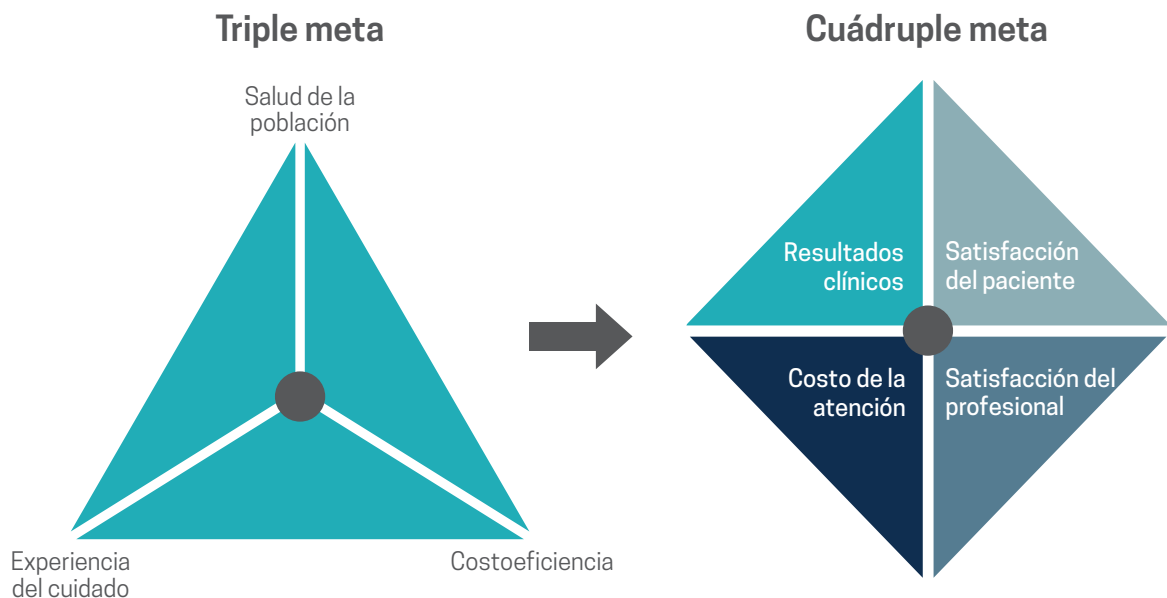 Triple meta
Salud de la
población
Experiencia
del cuidado
Costoeficiencia
Cuádruple meta
Resultados
clínicos
Satisfacción
del paciente
Costo de la
atención
Satisfacción del
profesional